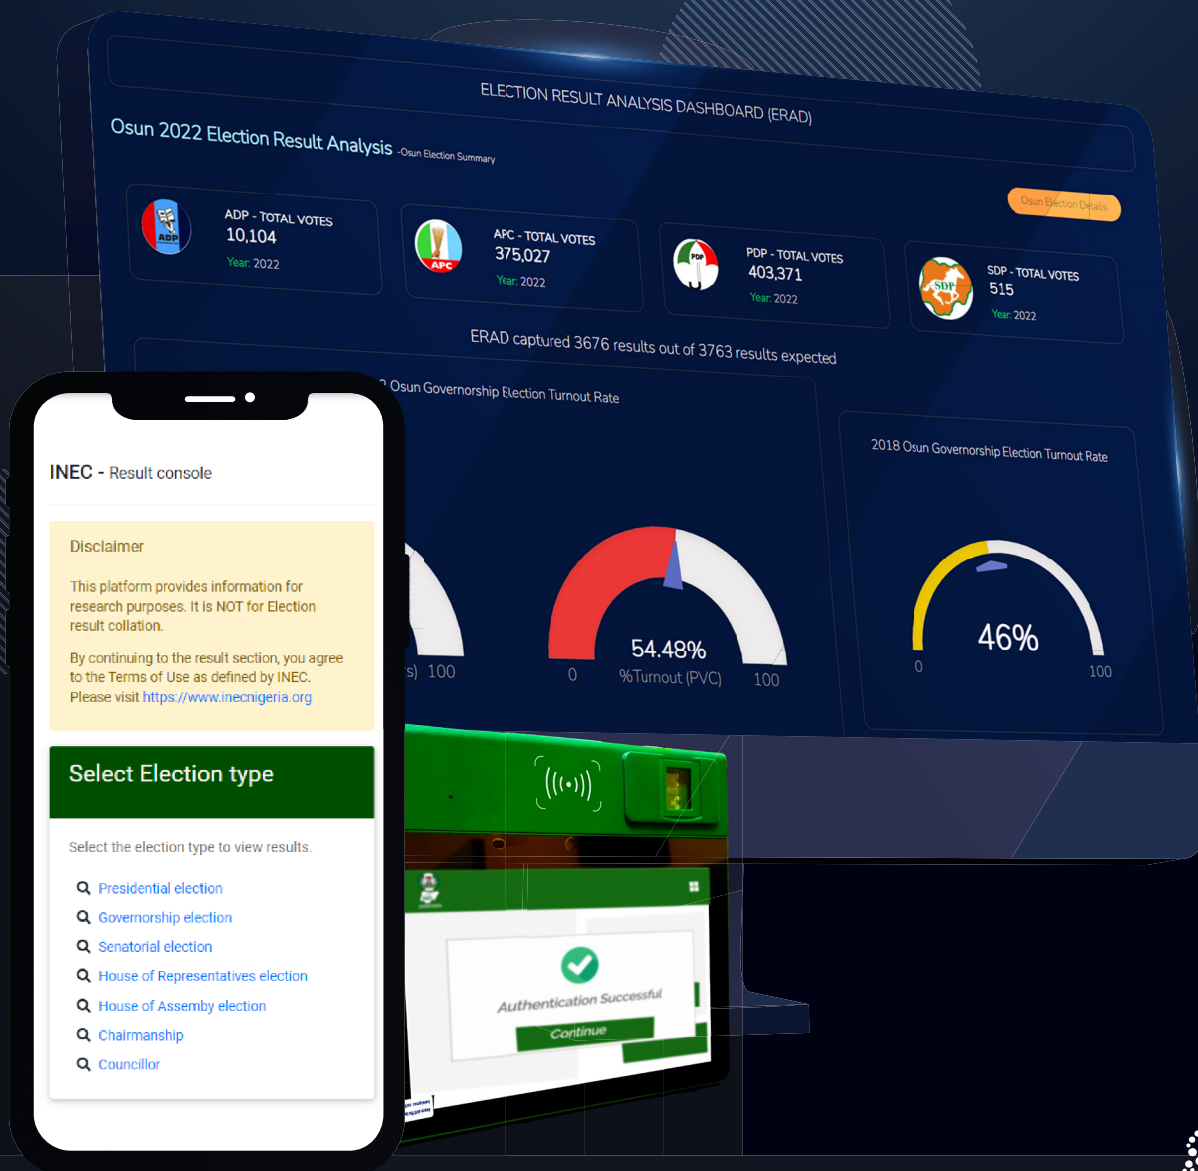 ELECTION RESULT ANALYSIS DASHBOARD (ERAD)
Osun 2022 Election Result Analysis -Osun Election Summary
Osun Election Details
ADP
ADP - TOTAL VOTES
10,104
Year: 2022
APC
APC - TOTAL VOTES
375,027
Year: 2022
PDP
PDP - TOTAL VOTES
403,371
Year: 2022
SDP
SDP - TOTAL VOTES
515
Year: 2022
ERAD captured 3676 results out of 3763 results expected
Osun Governorship Election Turnout Rate
100
54.48%
0
%Turnout (PVC)
100
2018 Osun Governorship Election Turnout Rate
46%
0
100
INEC - Result console
Disclaimer
This platform provides information for
research purposes. It is NOT for Election
result collation.
By continuing to the result section, you agree
to the Terms of Use as defined by INEC.
Please visit https://www.inecnigeria.org
Select Election type
Select the election type to view results.
Presidential election
Governorship election
Senatorial election
House of Representatives election
House of Assemby election
Chairmanship
Councillor
Authentication Successful
Continue